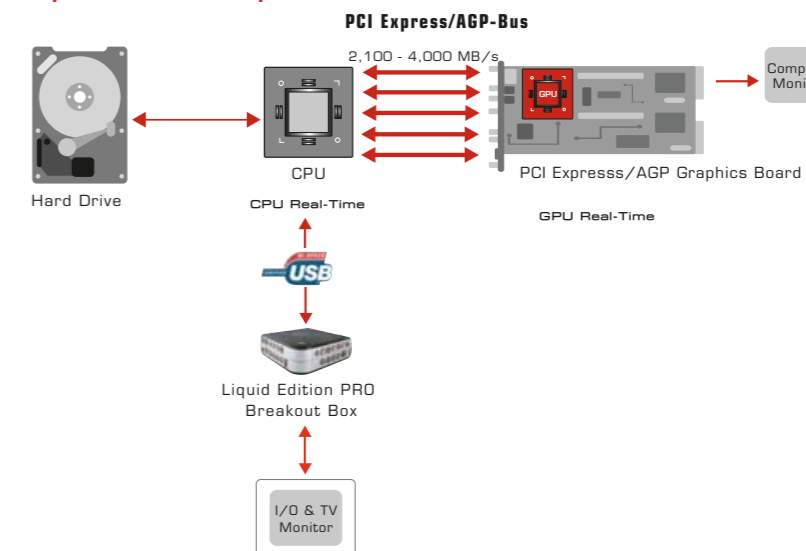 PCI Express/AGP-Bus
2,100 - 4,000 MB/s
GPU
CPU
PCI Expresss/AGP Graphics Board
Hard Drive
CPU Real-Time
GPU Real-Time
USB
Liquid Edition PRO
Breakout Box
I/O & TV
Monitor